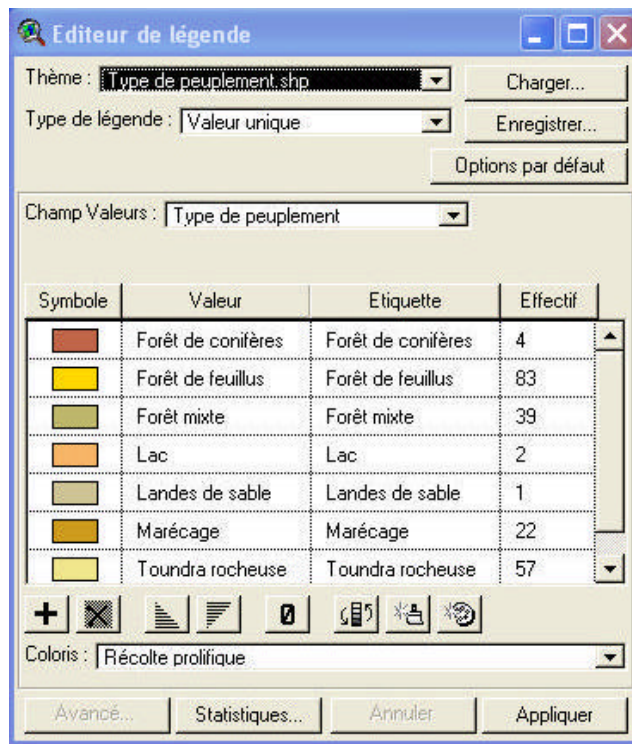 Editeur de légende
Thème : Type de peuplement.shp Charger...
Type de légende : Valeur unique Enregistrer...
Options par défaut
Champ Valeurs : Type de peuplement
Symbole Valeur Etiquette Effectif
Forêt de conifères Forêt de conifères 4
Forêt de feuillus Forêt de feuillus 83
Forêt mixte Forêt mixte 39
Lac Lac 2
Landes de sable Landes de sable 1
Marécage Marécage 22
Toundra rocheuse Toundra rocheuse 57
0
Coloris : Récolte prolifique
Avancé... Statistiques... Annuler Appliquer